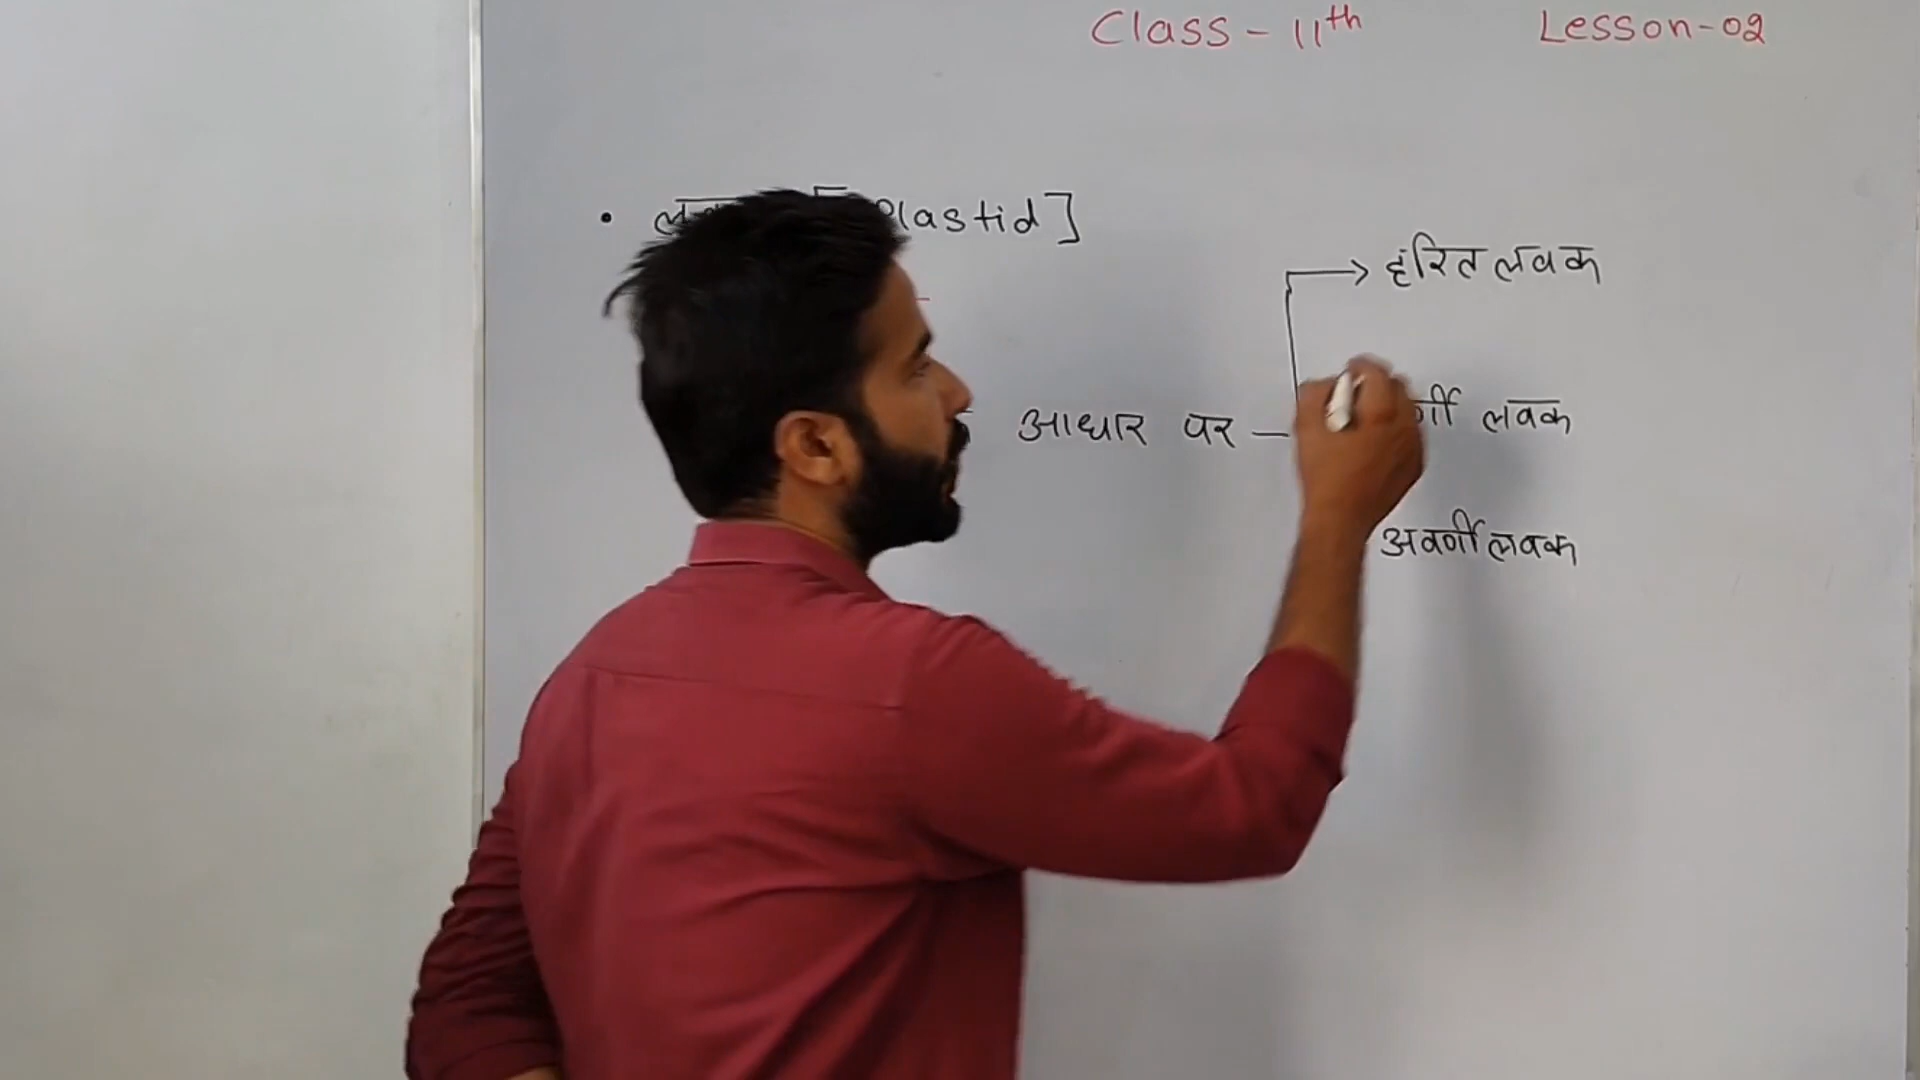 Class - 11th Lesson-02
• Plastid]
हरित लवक
आधार पर — लवक
अवर्णी लवक